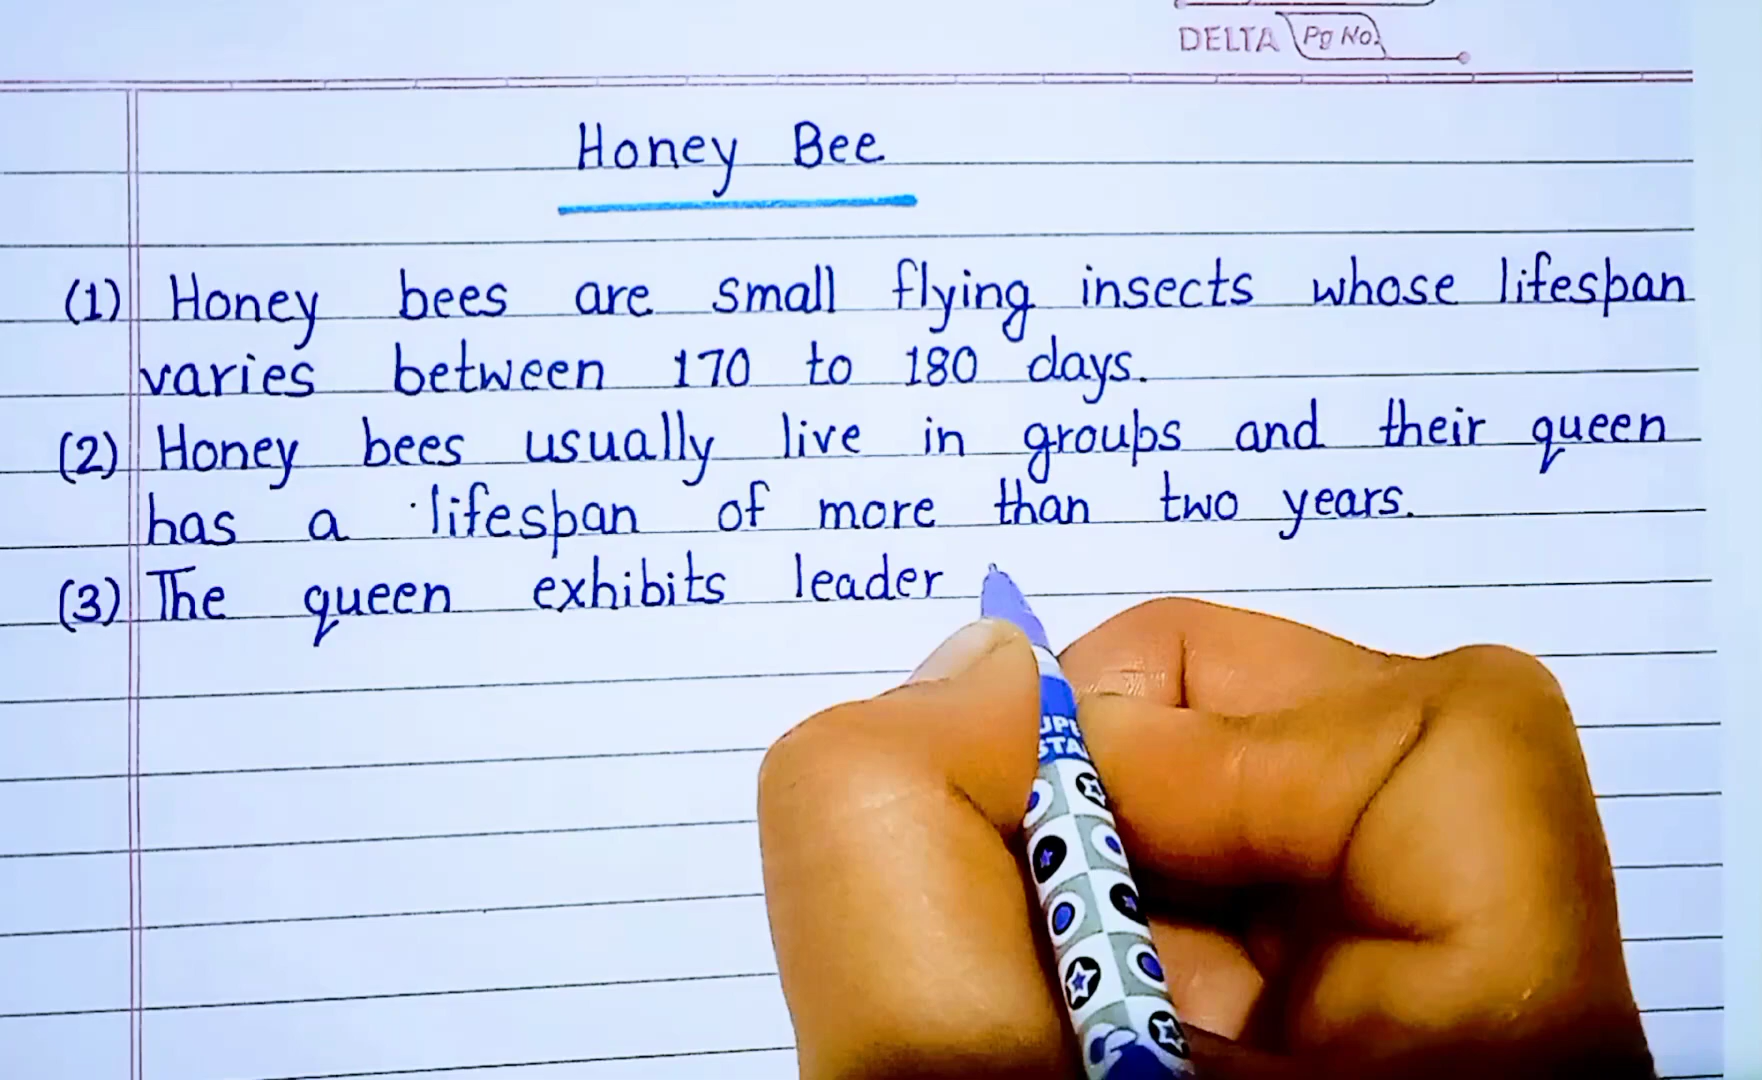 DELTA Pg No.
Honey Bee
(1) Honey bees are small flying insects whose lifespan
varies between 170 to 180 days.
(2) Honey bees usually live in groups and their queen
has a lifespan of more than two years.
(3) The queen exhibits leader